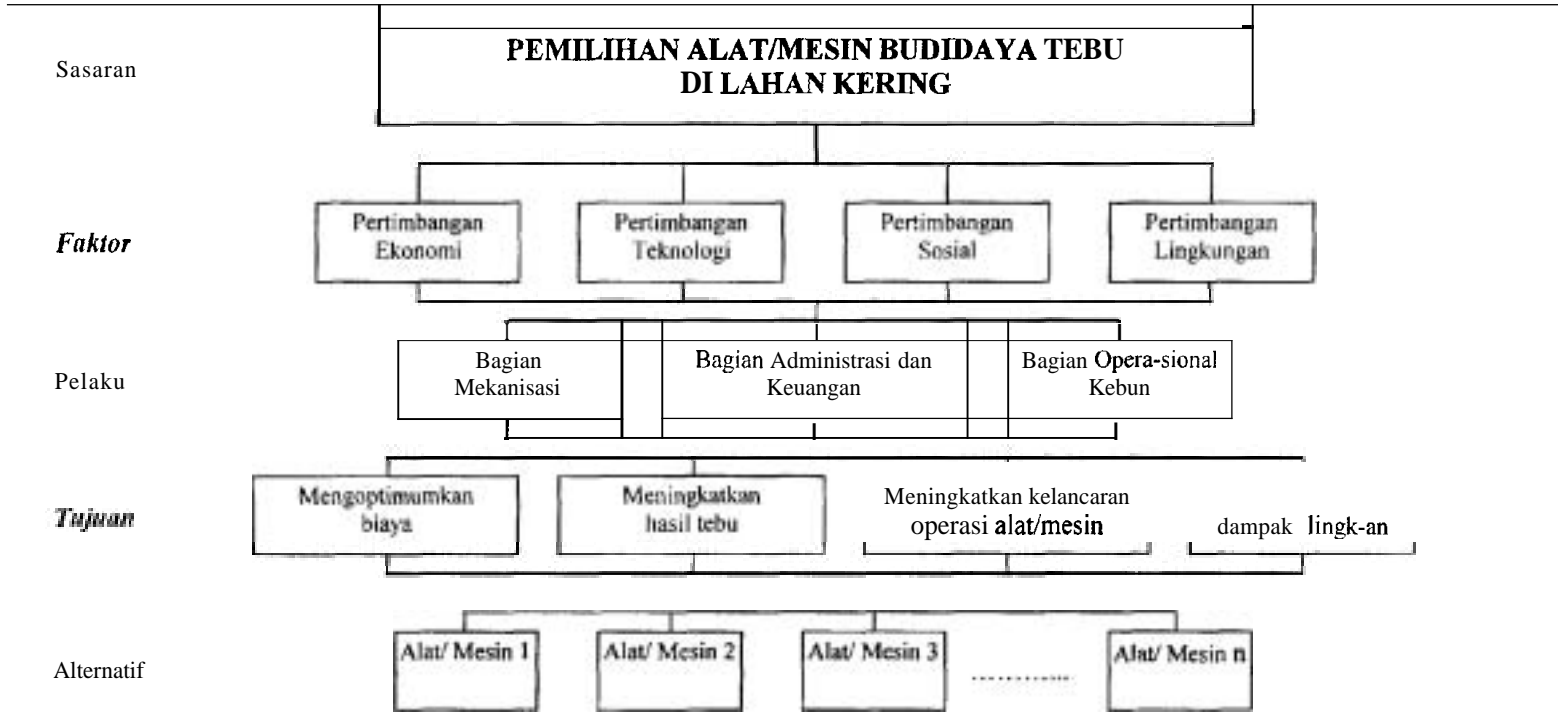 Sasaran
PEMILIHAN ALAT/MESIN BUDIDAYA TEBU
DI LAHAN KERING
Faktor
Pertimbangan
Ekonomi
Pertimbangan
Teknologi
Pertimbangan
Sosial
Pertimbangan
Lingkungan
Pelaku
Bagian
Mekanisasi
Bagian Administrasi dan
Keuangan
Bagian Opera-sional
Kebun
Tujuan
Mengoptimumkan
biaya
Meningkatkan
hasil tebu
Meningkatkan kelancaran
operasi alat/mesin
dampak lingk-an
Alternatif
Alat/ Mesin 1
Alat/ Mesin 2
Alat/ Mesin 3
..............
Alat/ Mesin n